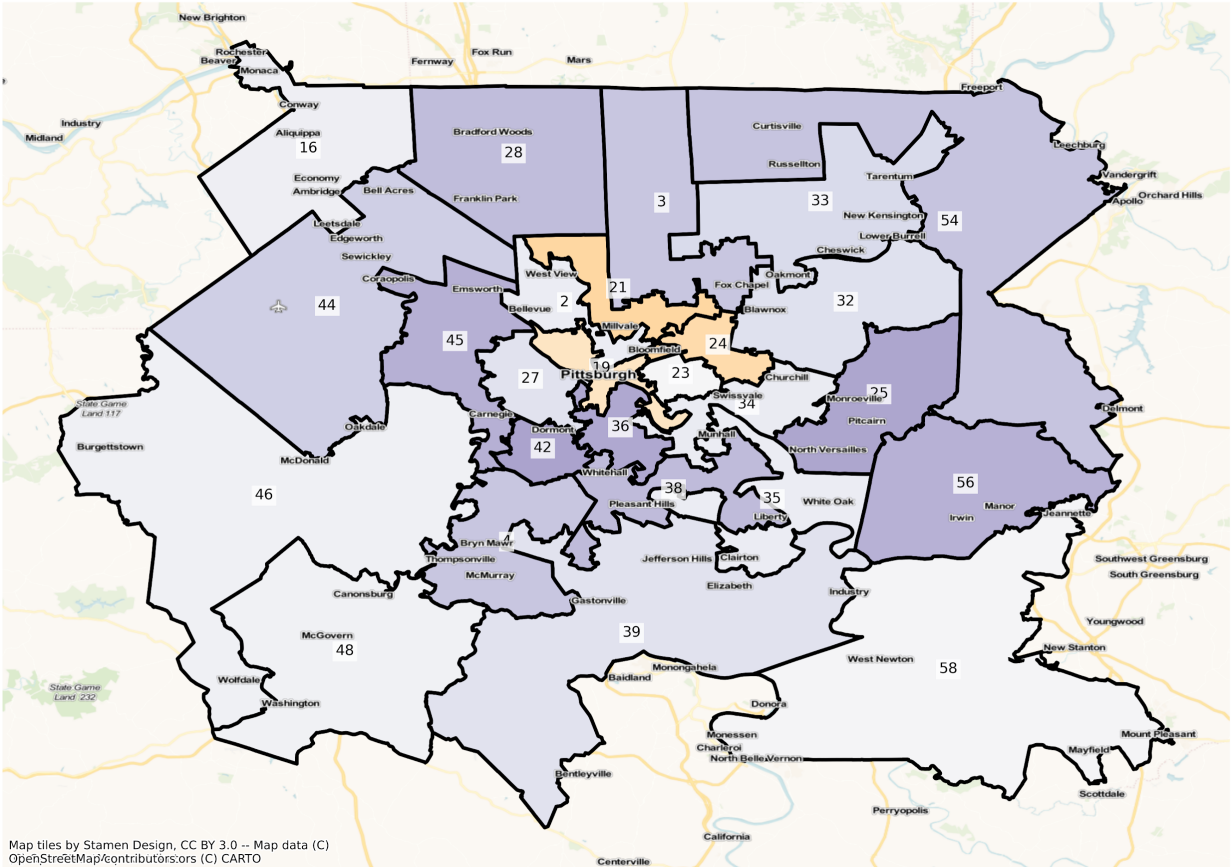 New Brighton
Rochester
Beaver
Monaca
Fernway
Fox Run
Mars
Freeport
Conway
Industry
Midland
Aliquippa
16
Bradford Woods
28
Curtisville
Russellton
Leechburg
Tarentum
Vandergrift
Apollo
Orchard Hills
Economy
Ambridge
Bell Acres
Franklin Park
3
33
New Kensington
54
Leetsdale
Edgeworth
Lower Burrell
Cheswick
Sewickley
Coraopolis
Emsworth
West View
Oakmont
Fox Chapel
21
44
Bellevue
2
Blawnox
32
45
Millvale
Bloomfield
24
19
Pittsburgh
27
23
Churchill
Swissvale
34
Monroeville
25
State Game
Land 117
Carnegie
Pitcairn
Delmont
Oakdale
Dormont
36
Munhall
Burgettstown
McDonald
42
North Versailles
Whitehall
46
38
Pleasant Hills
35
Liberty
White Oak
56
Manor
Irwin
Jeannette
Bryn Mawr
4
Thompsonville
McMurray
Jefferson Hills
Clairton
Southwest Greensburg
South Greensburg
Canonsburg
Gastonville
Elizabeth
Industry
Youngwood
McGovern
48
39
New Stanton
West Newton
58
Monongahela
Baidland
Wolfdale
State Game
Land 232
Washington
Donora
Monessen
Charleroi
North Belle Vernon
Mount Pleasant
Mayfield
Bentleyville
Scottdale
Perryopolis
California
Centerville
Map tiles by Stamen Design, CC BY 3.0 -- Map data (C)
OpenStreetMap contributors (C) CARTO